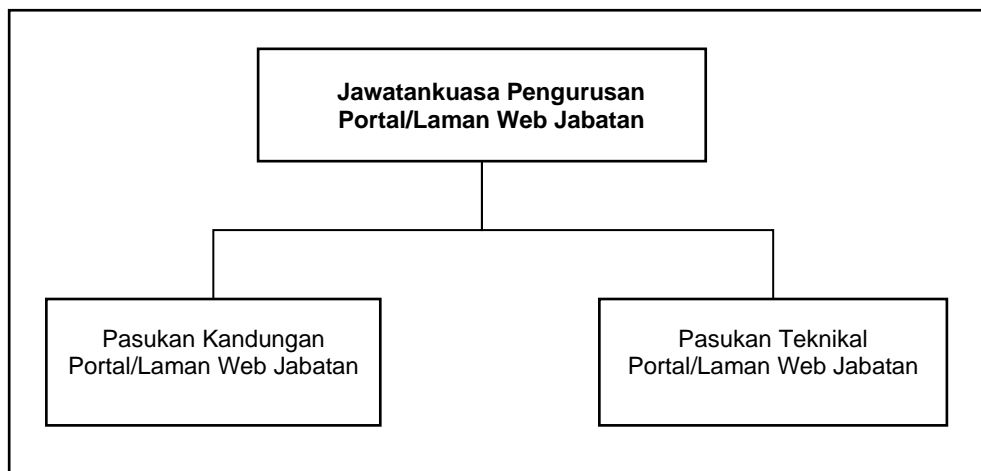 Jawatankuasa Pengurusan
Portal/Laman Web Jabatan
Pasukan Kandungan
Portal/Laman Web Jabatan
Pasukan Teknikal
Portal/Laman Web Jabatan